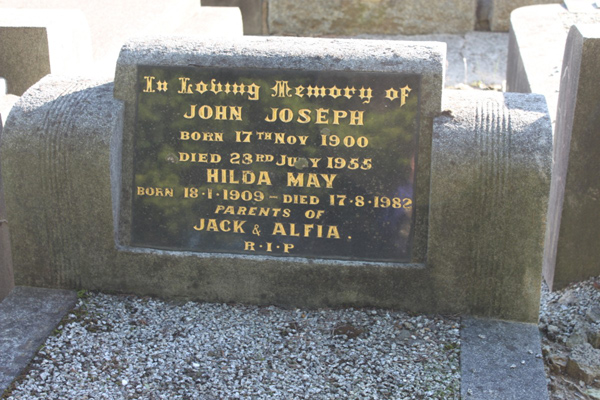 In Loving Memory of
JOHN JOSEPH
BORN 17TH NOV 1900
DIED 23RD JULY 1955
HILDA MAY
BORN 18·1·1909 - DIED 17·8·1982
PARENTS OF
JACK & ALFIA.
R·I·P